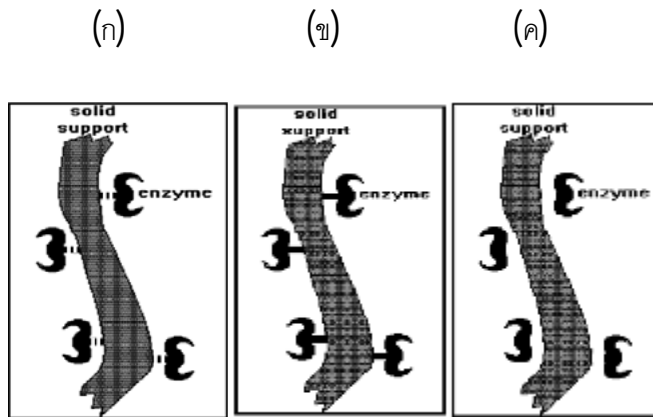 (ก) (ข) (ค)
solid support
enzyme
solid support
enzyme
solid support
enzyme